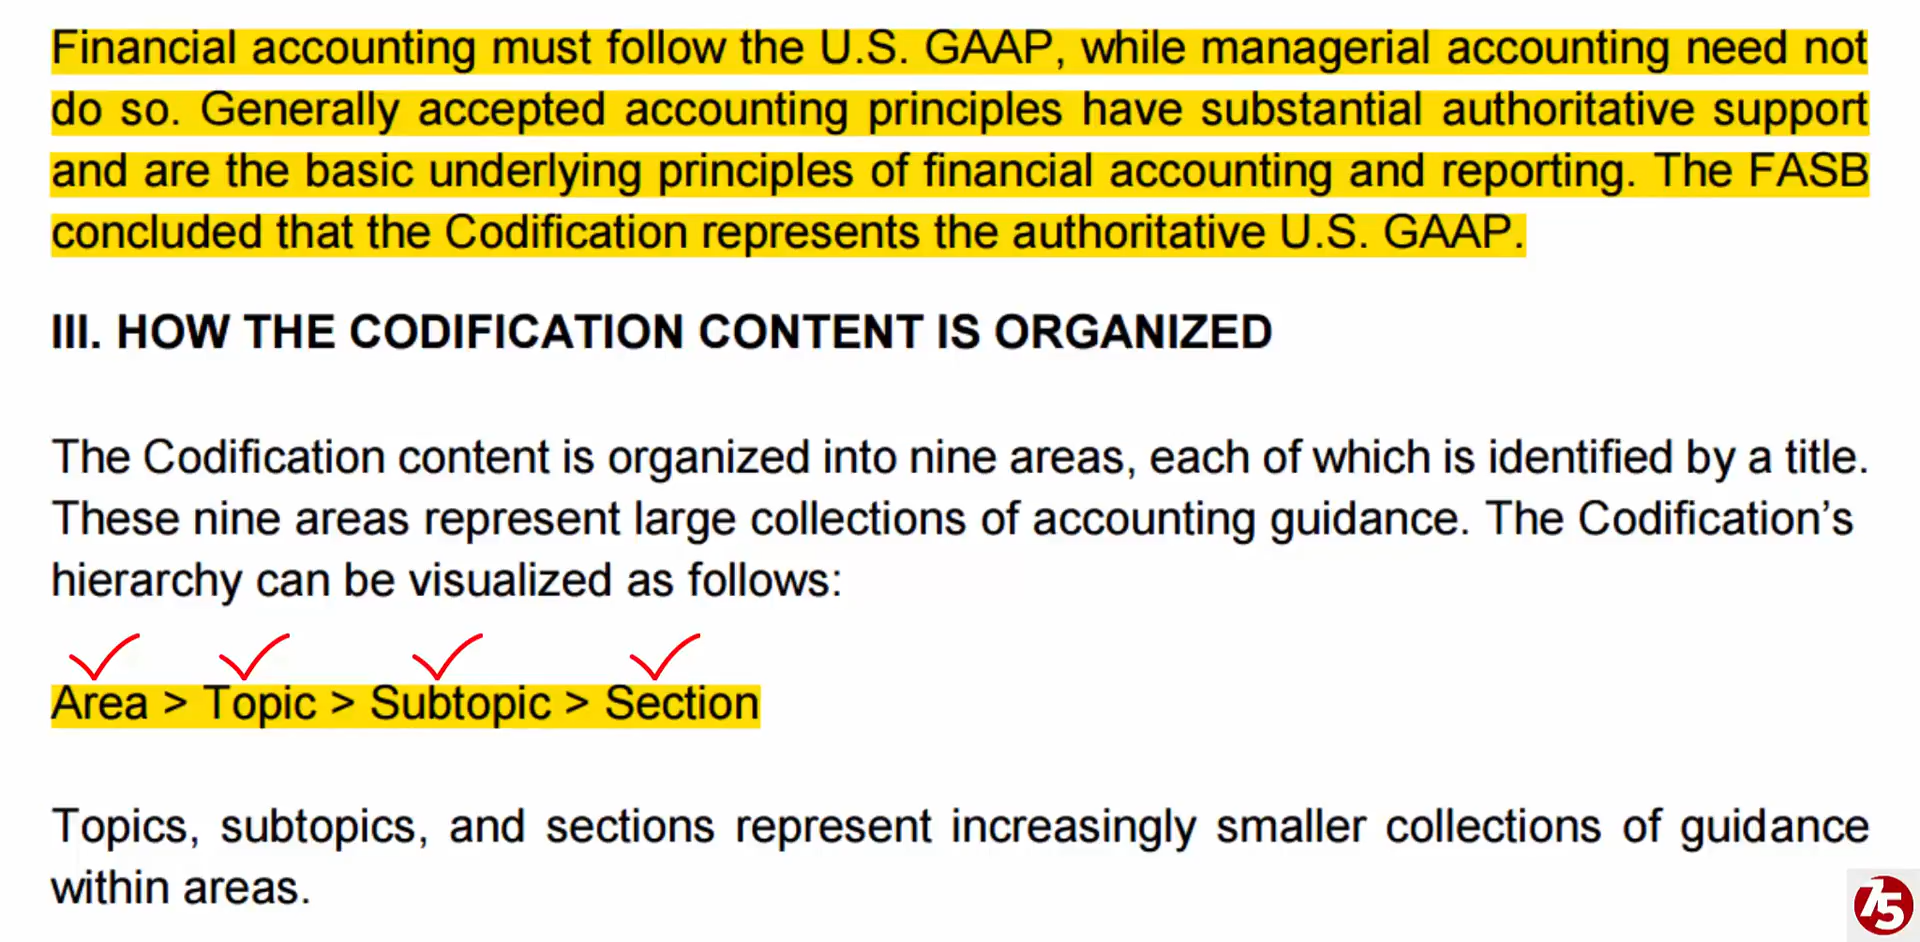 Financial accounting must follow the U.S. GAAP, while managerial accounting need not
do so. Generally accepted accounting principles have substantial authoritative support
and are the basic underlying principles of financial accounting and reporting. The FASB
concluded that the Codification represents the authoritative U.S. GAAP.
III. HOW THE CODIFICATION CONTENT IS ORGANIZED
The Codification content is organized into nine areas, each of which is identified by a title.
These nine areas represent large collections of accounting guidance. The Codification’s
hierarchy can be visualized as follows:
Area > Topic > Subtopic > Section
Topics, subtopics, and sections represent increasingly smaller collections of guidance
within areas.
75